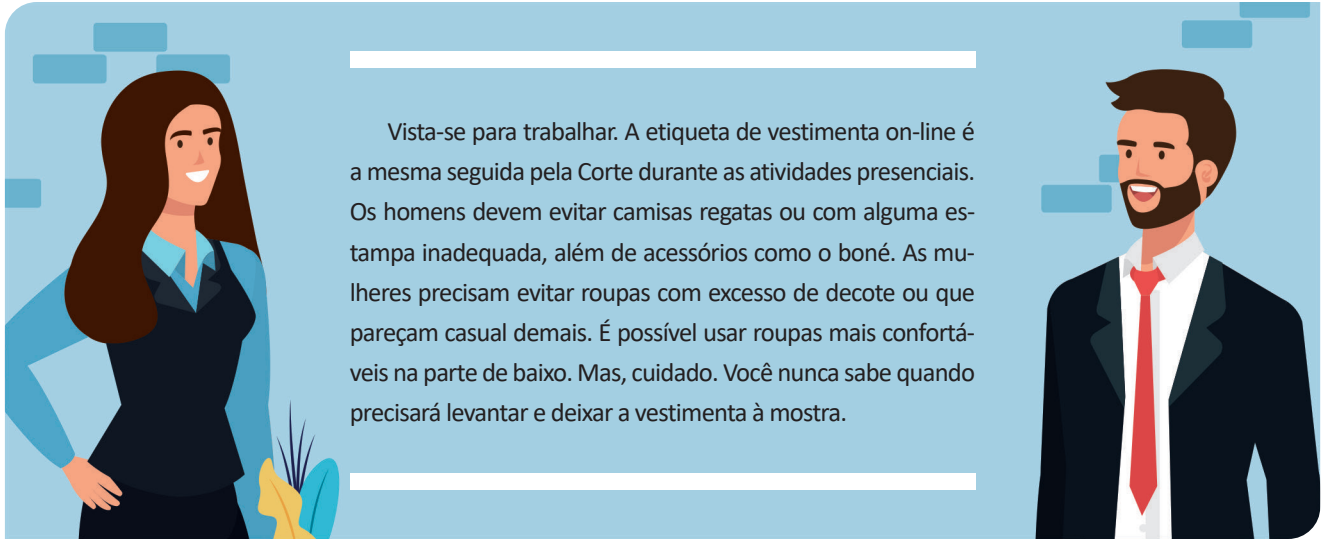 Vista-se para trabalhar. A etiqueta de vestimenta on-line é
a mesma seguida pela Corte durante as atividades presenciais.
Os homens devem evitar camisas regatas ou com alguma es-
tampa inadequada, além de acessórios como o boné. As mu-
lheres precisam evitar roupas com excesso de decote ou que
pareçam casual demais. É possível usar roupas mais confortá-
veis na parte de baixo. Mas, cuidado. Você nunca sabe quando
precisará levantar e deixar a vestimenta à mostra.